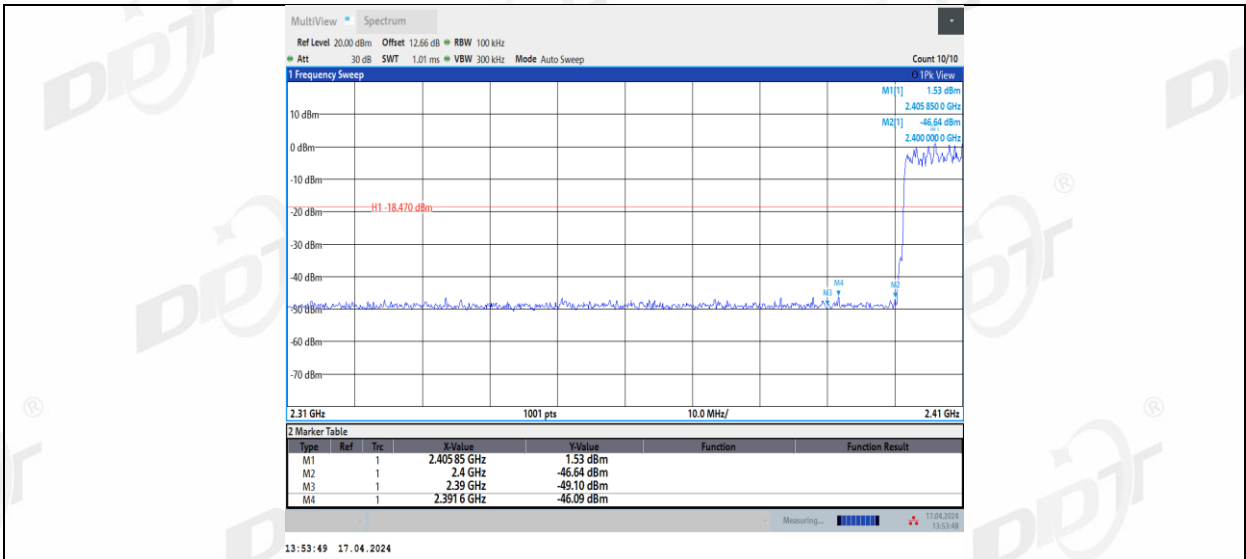 MultiView Spectrum
Ref Level 20.00 dBm Offset 12.66 dB RBW 100 kHz
Att 30 dB SWT 1.01 ms VBW 300 kHz Mode Auto Sweep Count 10/10
1 Frequency Sweep 1Pk View
M1[1] 1.53 dBm
2.405 850 0 GHz
M2[1] -46.64 dBm
2.400 000 0 GHz
10 dBm
0 dBm
-10 dBm
H1 -18.470 dBm
-20 dBm
-30 dBm
-40 dBm
M4
M3 M2
-50 dBm
-60 dBm
-70 dBm
2.31 GHz 1001 pts 10.0 MHz/ 2.41 GHz
2 Marker Table
Type Ref Trc X-Value Y-Value Function Function Result
M1 1 2.405 85 GHz 1.53 dBm
M2 1 2.4 GHz -46.64 dBm
M3 1 2.39 GHz -49.10 dBm
M4 1 2.391 6 GHz -46.09 dBm
Measuring... 17.04.2024
13:53:48
13:53:49 17.04.2024
DDT
®